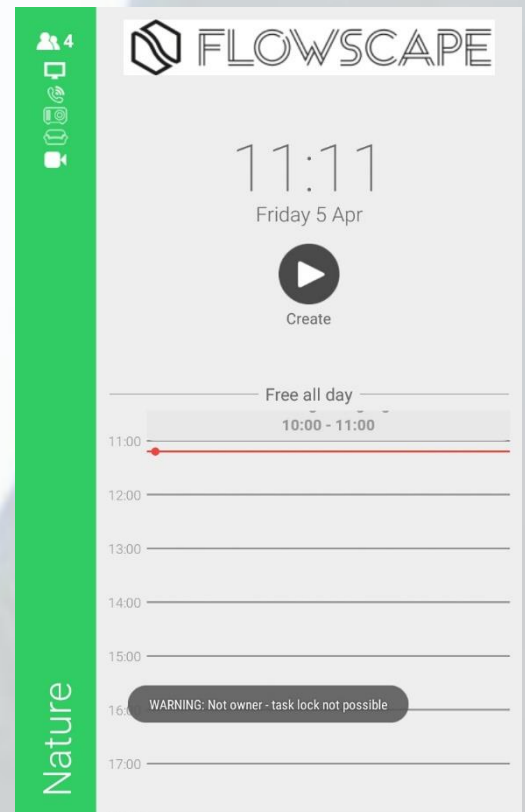 4
FLOWSCAPE
11:11
Friday 5 Apr
Create
Free all day
10:00 - 11:00
11:00
12:00
13:00
14:00
15:00
WARNING: Not owner - task lock not possible
17:00
Nature